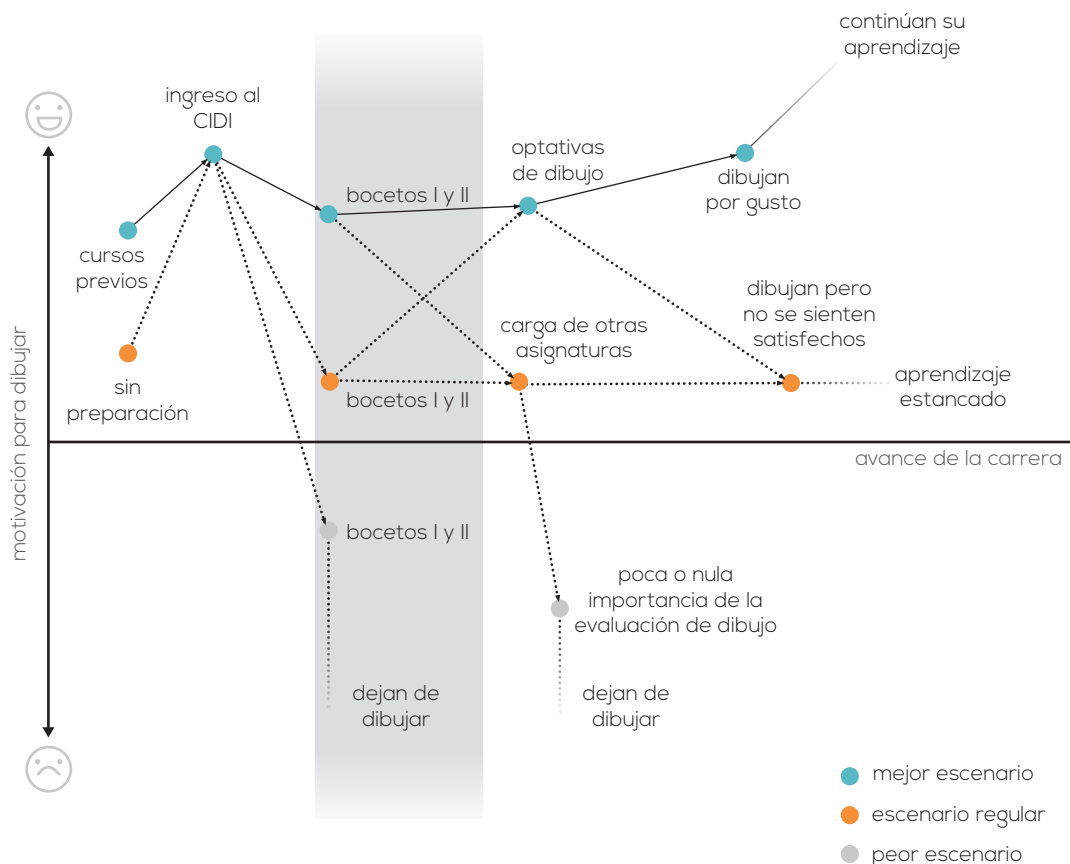 continúan su
aprendizaje
ingreso al
CIDI
optativas
de dibujo
bocetos I y II
dibujan
por gusto
cursos
previos
dibujan pero
no se sienten
satisfechos
carga de otras
asignaturas
sin
preparación
bocetos I y II
aprendizaje
estancado
motivación para dibujar
avance de la carrera
bocetos I y II
poca o nula
importancia de la
evaluación de dibujo
dejan de
dibujar
dejan de
dibujar
mejor escenario
escenario regular
peor escenario